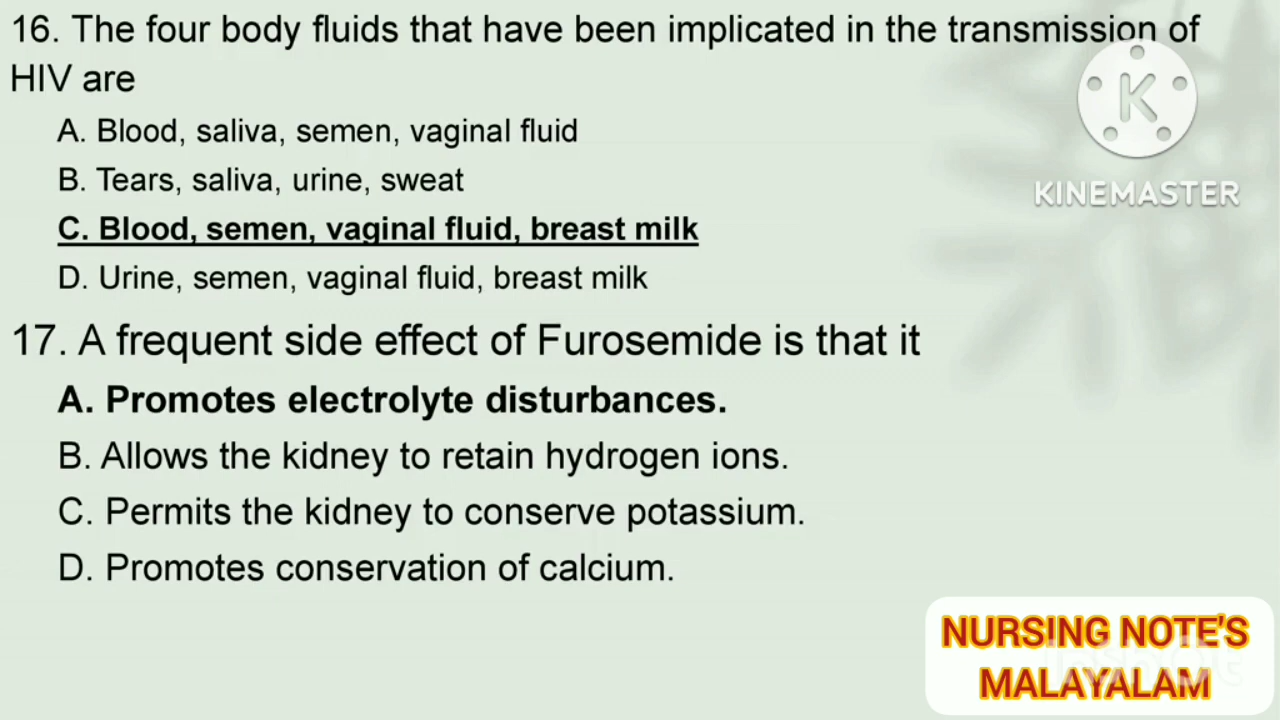 16. The four body fluids that have been implicated in the transmission of
HIV are
A. Blood, saliva, semen, vaginal fluid
B. Tears, saliva, urine, sweat
C. Blood, semen, vaginal fluid, breast milk
D. Urine, semen, vaginal fluid, breast milk
17. A frequent side effect of Furosemide is that it
A. Promotes electrolyte disturbances.
B. Allows the kidney to retain hydrogen ions.
C. Permits the kidney to conserve potassium.
D. Promotes conservation of calcium.
K
KINEMASTER
NURSING NOTE'S
MALAYALAM